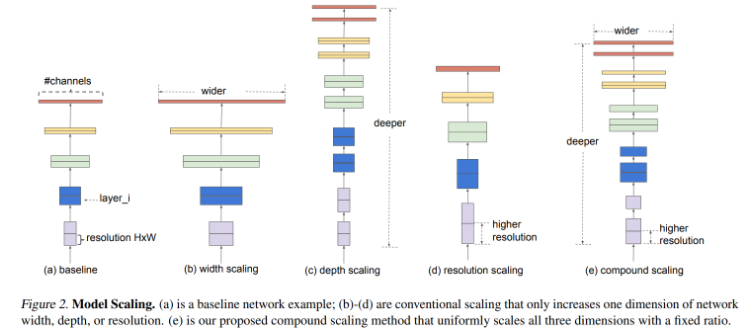 wider
#channels
wider
deeper
deeper
layer_i
resolution HxW
higher
resolution
higher
resolution
(a) baseline
(b) width scaling
(c) depth scaling
(d) resolution scaling
(e) compound scaling
Figure 2. Model Scaling. (a) is a baseline network example; (b)-(d) are conventional scaling that only increases one dimension of network
width, depth, or resolution. (e) is our proposed compound scaling method that uniformly scales all three dimensions with a fixed ratio.